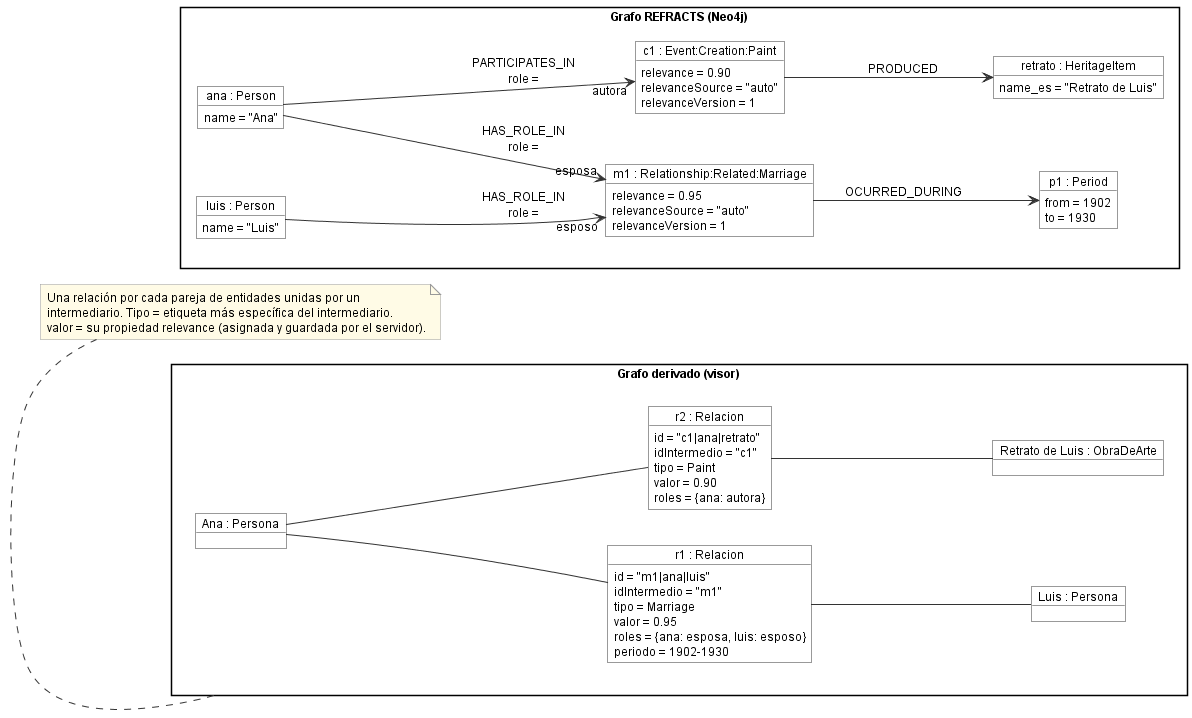 Grafo REFRACTS (Neo4j)
c1 : Event:Creation:Paint
relevance = 0.90
relevanceSource = "auto"
relevanceVersion = 1
PARTICIPATES_IN
role =
autora
PRODUCED
retrato : HeritageItem
name_es = "Retrato de Luis"
ana : Person
name = "Ana"
HAS_ROLE_IN
role =
esposa
m1 : Relationship:Related:Marriage
relevance = 0.95
relevanceSource = "auto"
relevanceVersion = 1
OCURRED_DURING
p1 : Period
from = 1902
to = 1930
luis : Person
name = "Luis"
HAS_ROLE_IN
role =
esposo
Una relación por cada pareja de entidades unidas por un
intermediario. Tipo = etiqueta más específica del intermediario.
valor = su propiedad relevance (asignada y guardada por el servidor).
Grafo derivado (visor)
r2 : Relacion
id = "c1|ana|retrato"
idIntermedio = "c1"
tipo = Paint
valor = 0.90
roles = {ana: autora}
Retrato de Luis : ObraDeArte
Ana : Persona
r1 : Relacion
id = "m1|ana|luis"
idIntermedio = "m1"
tipo = Marriage
valor = 0.95
roles = {ana: esposa, luis: esposo}
periodo = 1902-1930
Luis : Persona